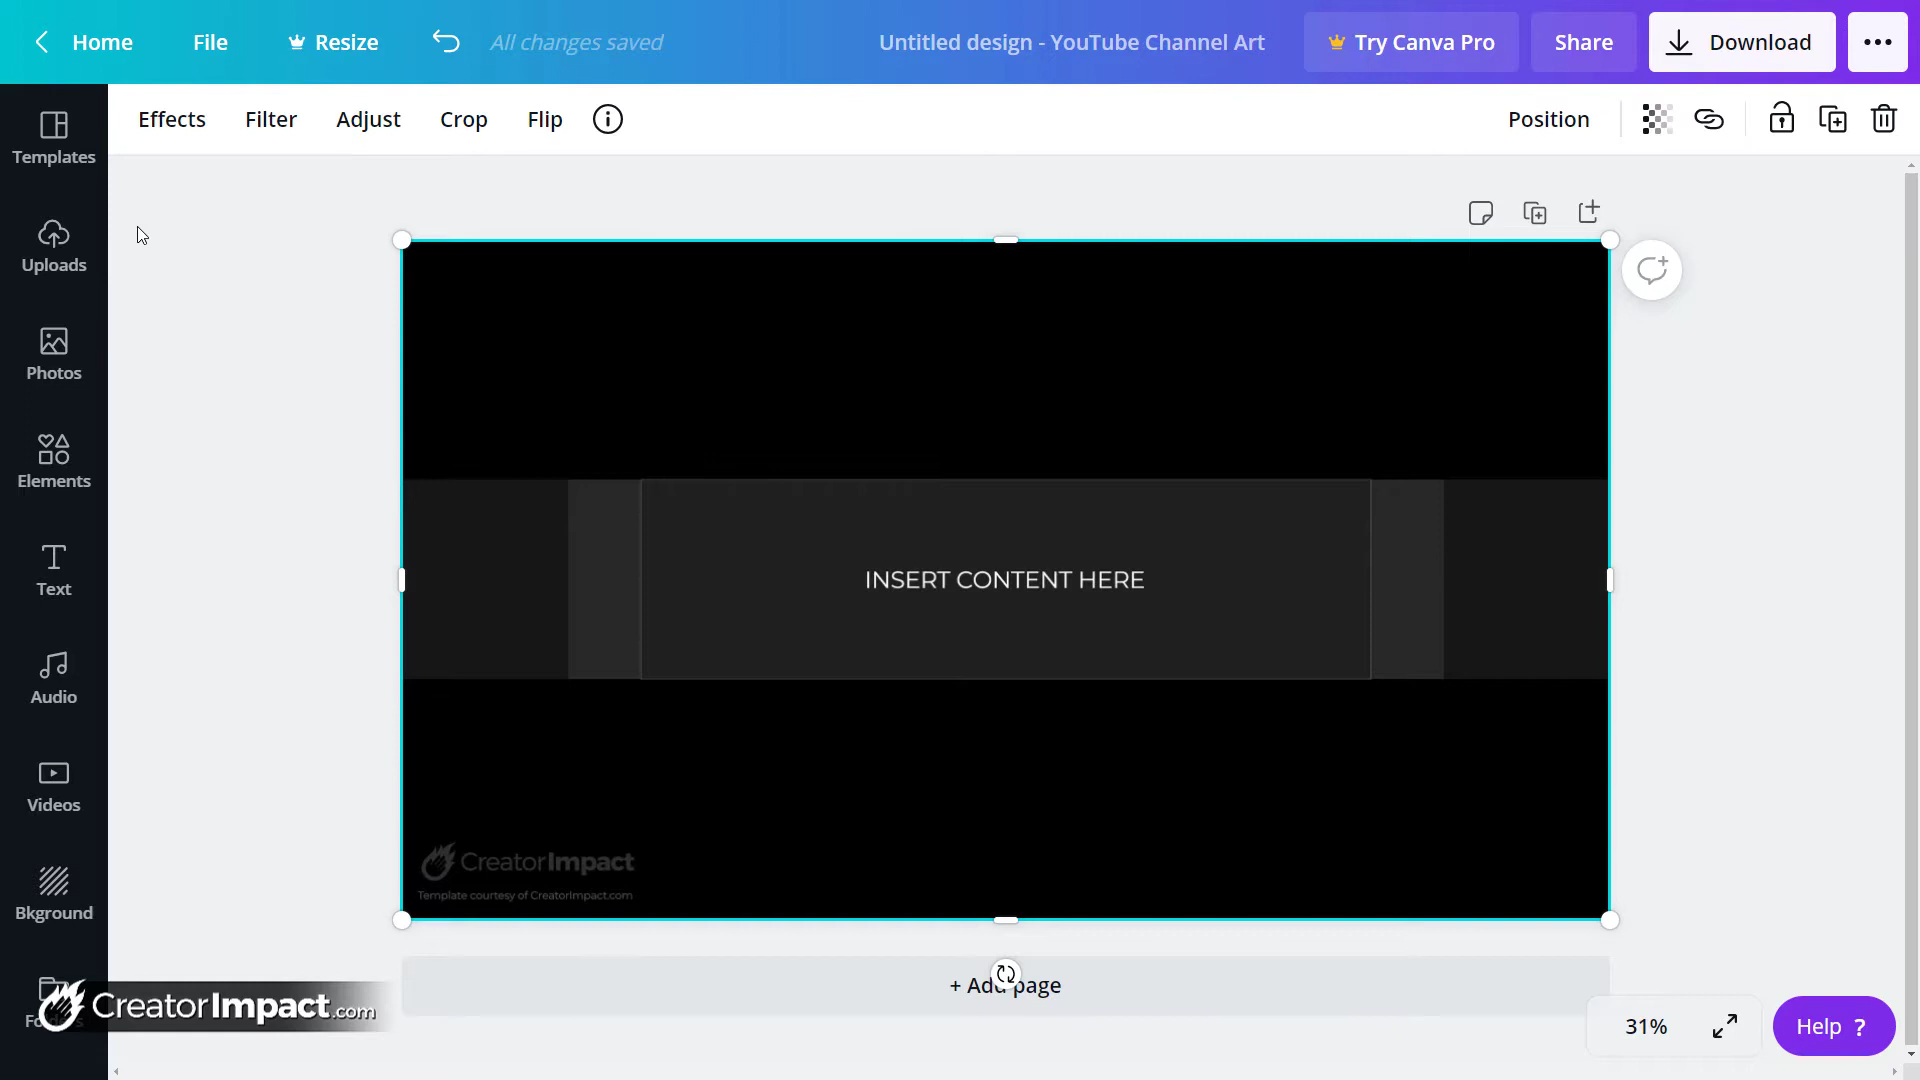 Home File Resize All changes saved Untitled design - YouTube Channel Art Try Canva Pro Share Download
Effects Filter Adjust Crop Flip Position
Templates
Uploads
Photos
Elements
Text
Audio
Videos
Bkground
INSERT CONTENT HERE
CreatorImpact
Template courtesy of CreatorImpact.com
+ Add page
CreatorImpact.com
31% Help ?